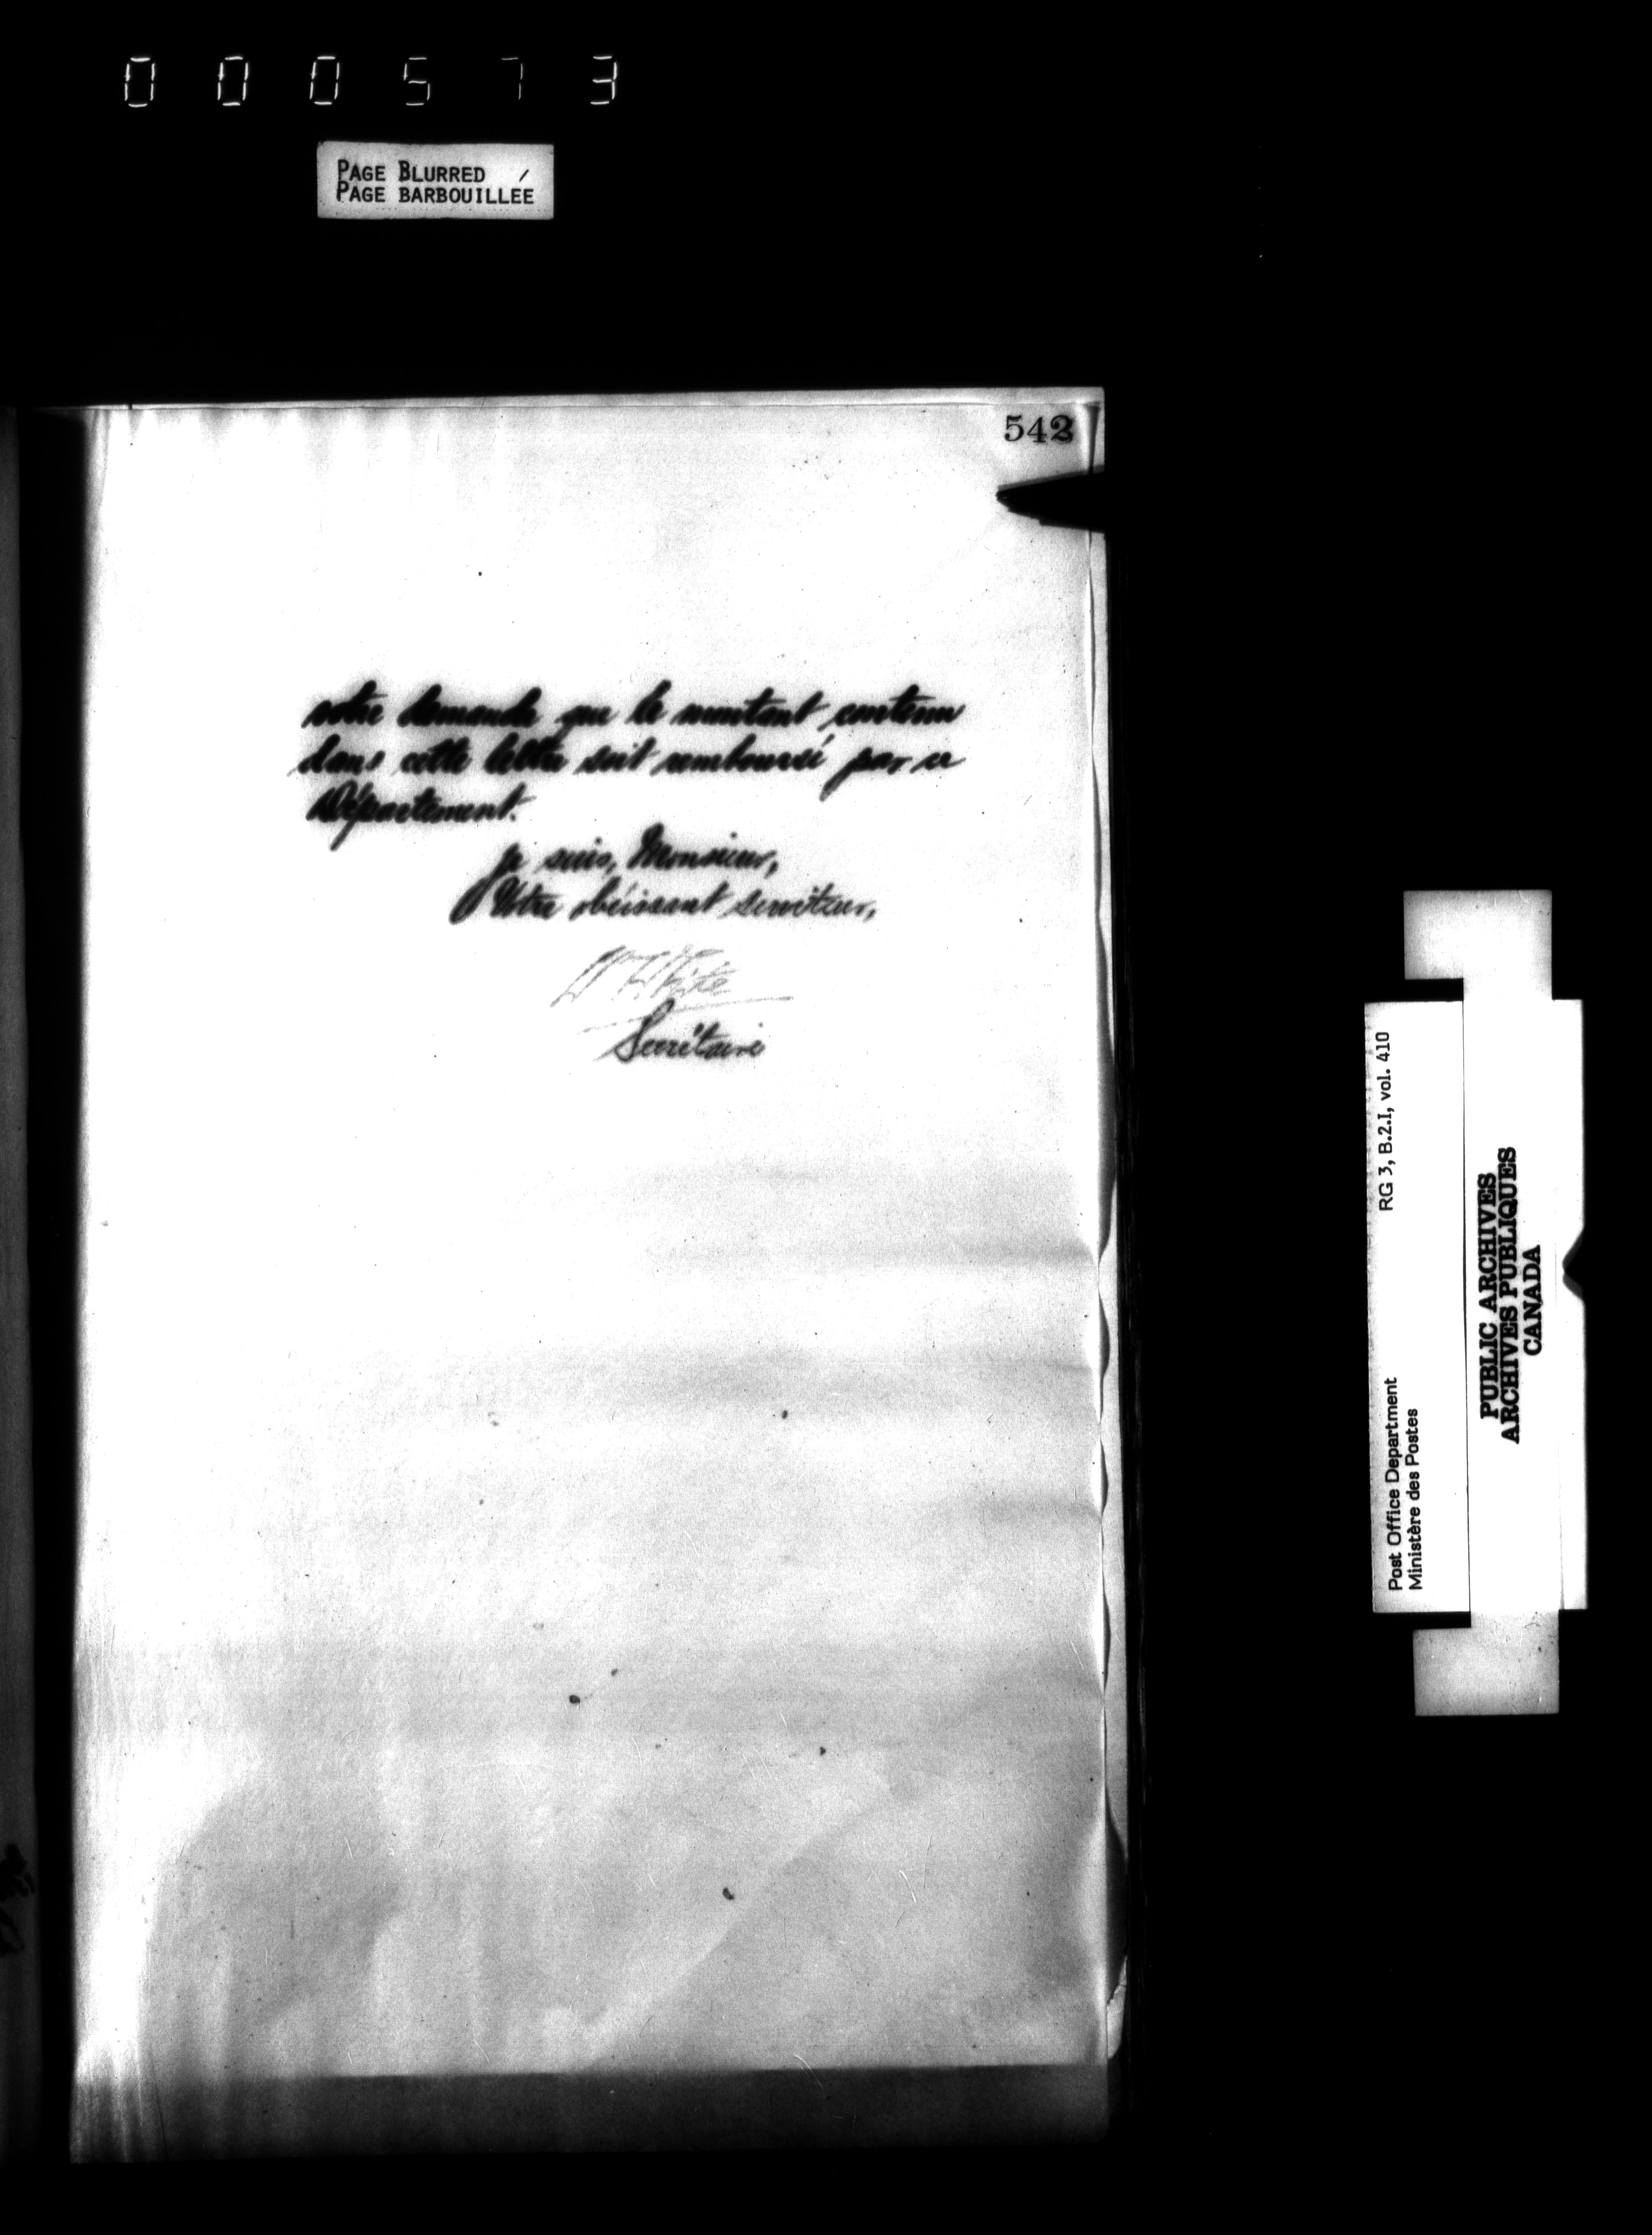 000573
PAGE BLURRED
PAGE BARBOUILLÉE
542
votre demande que le montant contenu
dans cette lettre soit remboursé par ce
Département.
Je suis, Monsieur,
Votre obéissant serviteur,
W White
Secrétaire
Post Office Department RG 3, B.2.I, vol. 410
Ministère des Postes
PUBLIC ARCHIVES
ARCHIVES PUBLIQUES
CANADA